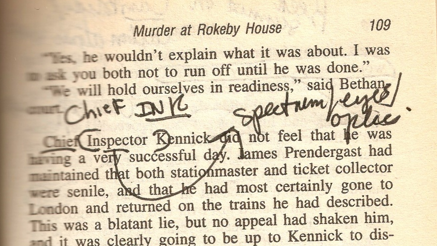 Murder at Rokeby House 109
"Yes, he wouldn't explain what it was about. I was
to ask you both not to run off until he was done."
"We will hold ourselves in readiness," said Bethan-
court.
Chief INK spectrum/eyes/
optics.
Chief Inspector Kennick did not feel that he was
having a very successful day. James Prendergast had
maintained that both stationmaster and ticket collector
were senile, and that he had most certainly gone to
London and returned on the trains he had described.
This was a blatant lie, but no appeal had shaken him,
and it was clearly going to be up to Kennick to dis-